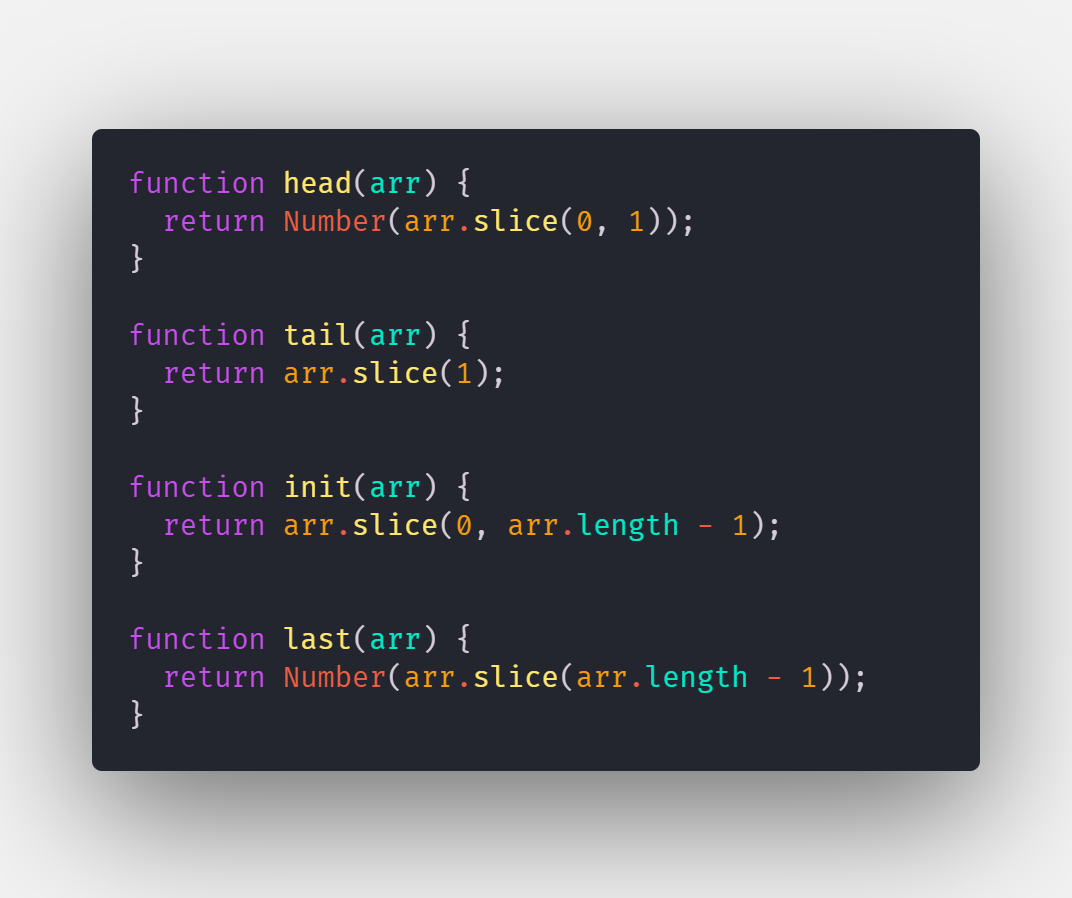 function head(arr) {
  return Number(arr.slice(0, 1));
}

function tail(arr) {
  return arr.slice(1);
}

function init(arr) {
  return arr.slice(0, arr.length - 1);
}

function last(arr) {
  return Number(arr.slice(arr.length - 1));
}